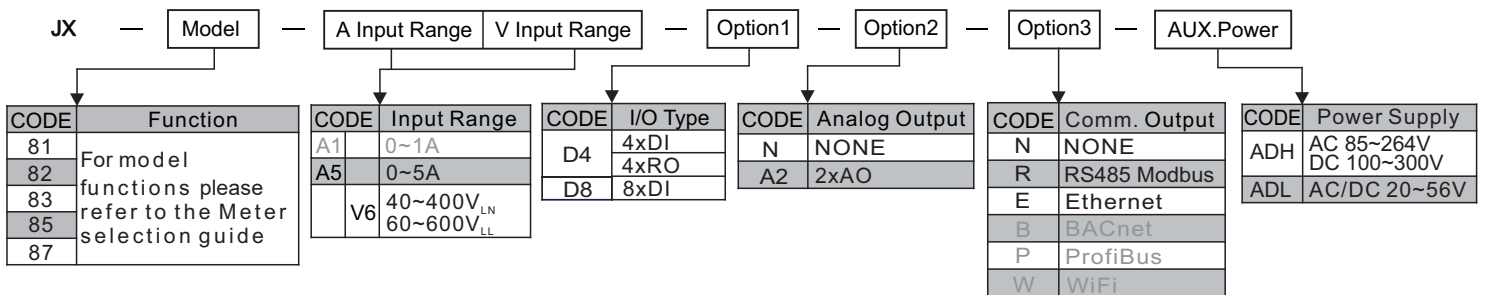 JX — Model — A Input Range V Input Range — Option1 — Option2 — Option3 — AUX.Power
CODE Function
81
82
83
85
87
For model
functions please
refer to the Meter
selection guide
CODE Input Range
A1 0~1A
A5 0~5A
V6 40~400VLN
60~600VLL
CODE I/O Type
D4 4xDI
4xRO
D8 8xDI
CODE Analog Output
N NONE
A2 2xAO
CODE Comm. Output
N NONE
R RS485 Modbus
E Ethernet
B BACnet
P ProfiBus
W WiFi
CODE Power Supply
ADH AC 85~264V
DC 100~300V
ADL AC/DC 20~56V